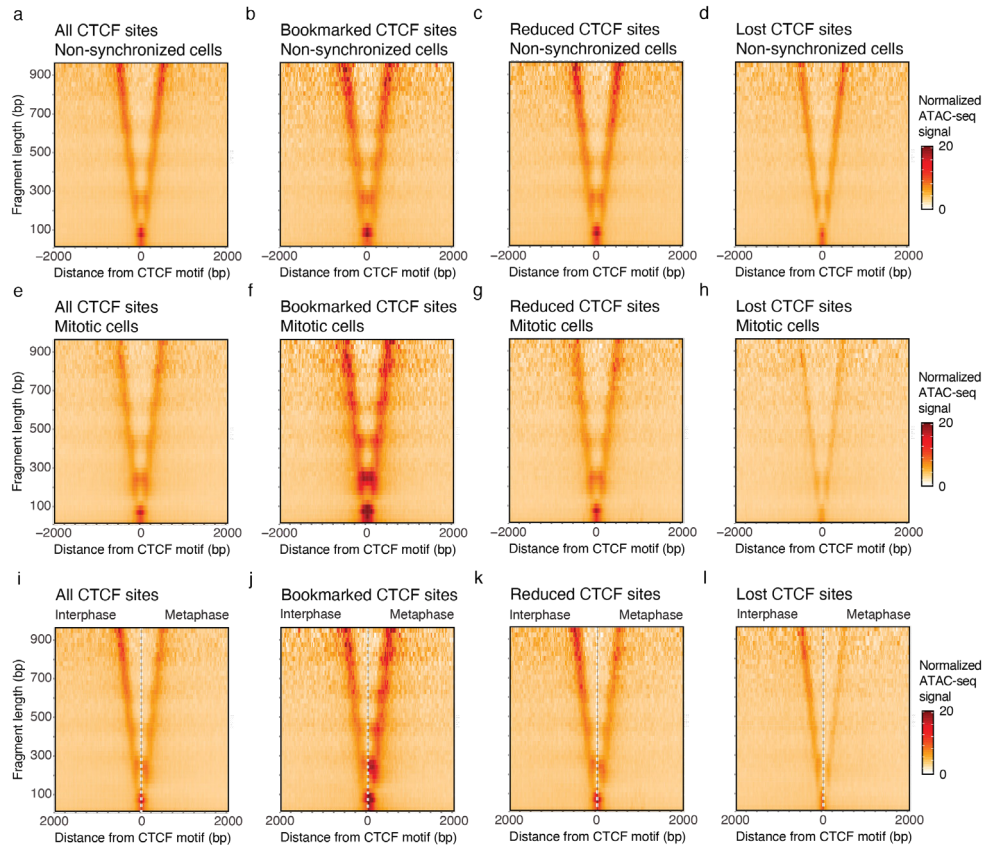 a
All CTCF sites
Non-synchronized cells
b
Bookmarked CTCF sites
Non-synchronized cells
c
Reduced CTCF sites
Non-synchronized cells
d
Lost CTCF sites
Non-synchronized cells
Fragment length (bp)
900
700
500
300
100
−2000 0 2000
Distance from CTCF motif (bp)
−2000 0 2000
Distance from CTCF motif (bp)
−2000 0 2000
Distance from CTCF motif (bp)
−2000 0 2000
Distance from CTCF motif (bp)
Normalized
ATAC-seq
signal
20
0
e
All CTCF sites
Mitotic cells
f
Bookmarked CTCF sites
Mitotic cells
g
Reduced CTCF sites
Mitotic cells
h
Lost CTCF sites
Mitotic cells
Fragment length (bp)
900
700
500
300
100
−2000 0 2000
Distance from CTCF motif (bp)
−2000 0 2000
Distance from CTCF motif (bp)
−2000 0 2000
Distance from CTCF motif (bp)
−2000 0 2000
Distance from CTCF motif (bp)
Normalized
ATAC-seq
signal
20
0
i
All CTCF sites
Interphase Metaphase
j
Bookmarked CTCF sites
Interphase Metaphase
k
Reduced CTCF sites
Interphase Metaphase
l
Lost CTCF sites
Interphase Metaphase
Fragment length (bp)
900
700
500
300
100
2000 0 2000
Distance from CTCF motif (bp)
2000 0 2000
Distance from CTCF motif (bp)
2000 0 2000
Distance from CTCF motif (bp)
2000 0 2000
Distance from CTCF motif (bp)
Normalized
ATAC-seq
signal
20
0